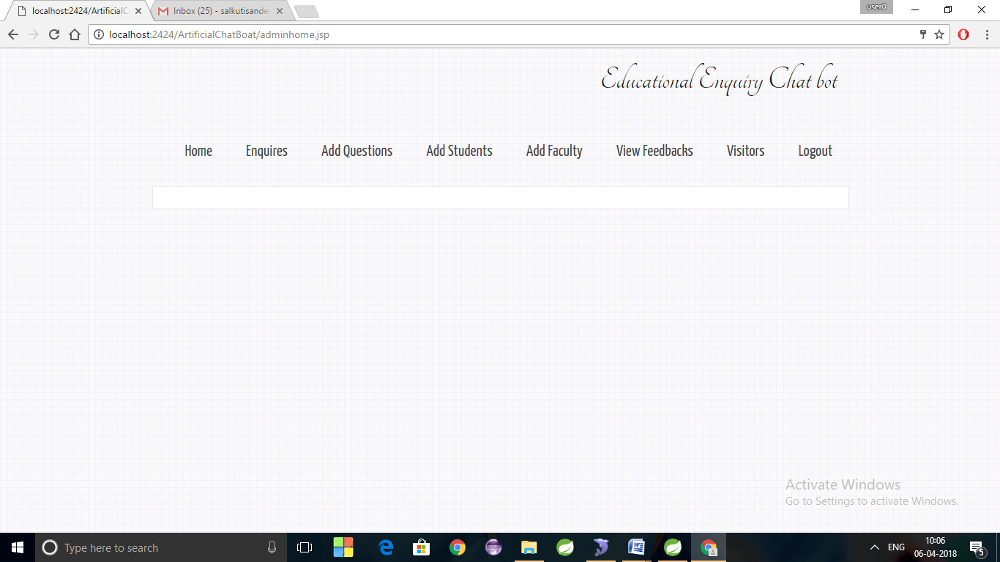 localhost:2424/ArtificialC
Inbox (25) - salkutisandee
user0
localhost:2424/ArtificialChatBoat/adminhome.jsp
Educational Enquiry Chat bot
Home Enquires Add Questions Add Students Add Faculty View Feedbacks Visitors Logout
Activate Windows
Go to Settings to activate Windows.
Type here to search
ENG
10:06
06-04-2018
5